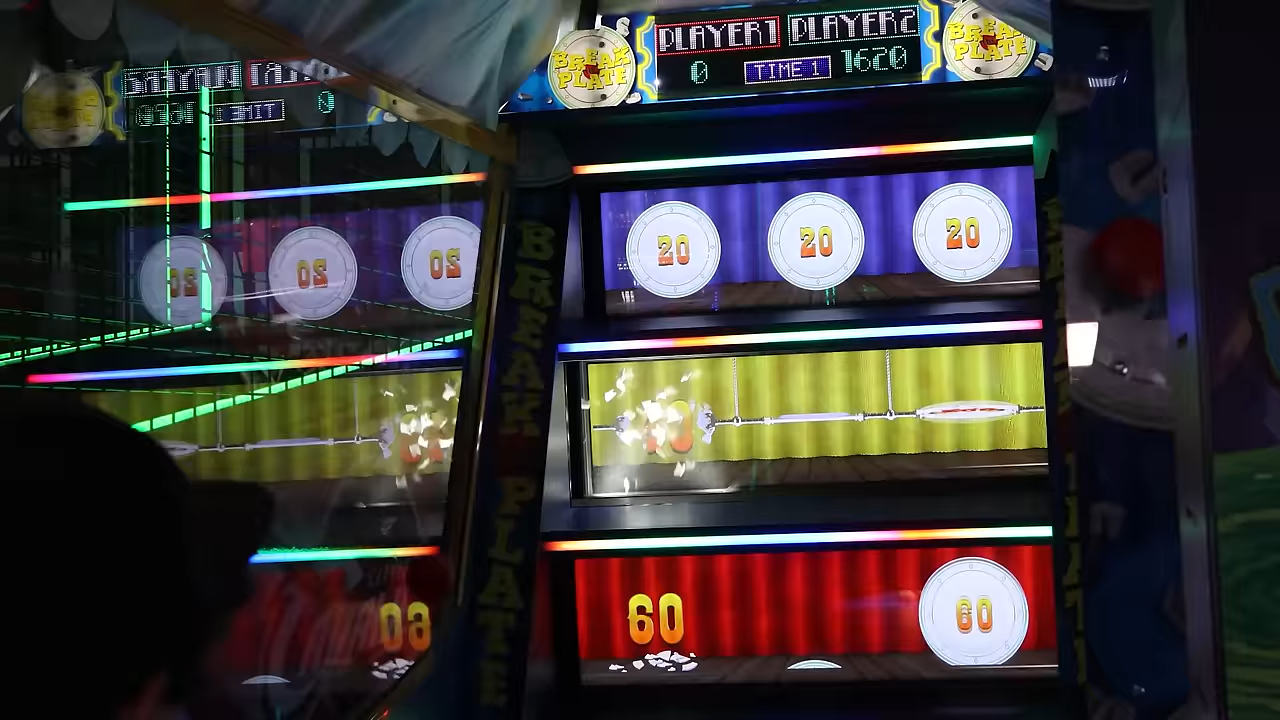 BREAK
A
PLATE
PLAYER1 PLAYER2
0 TIME 1 1620
BREAK
A
PLATE
20 20 20
60 60
BREAK A PLATE